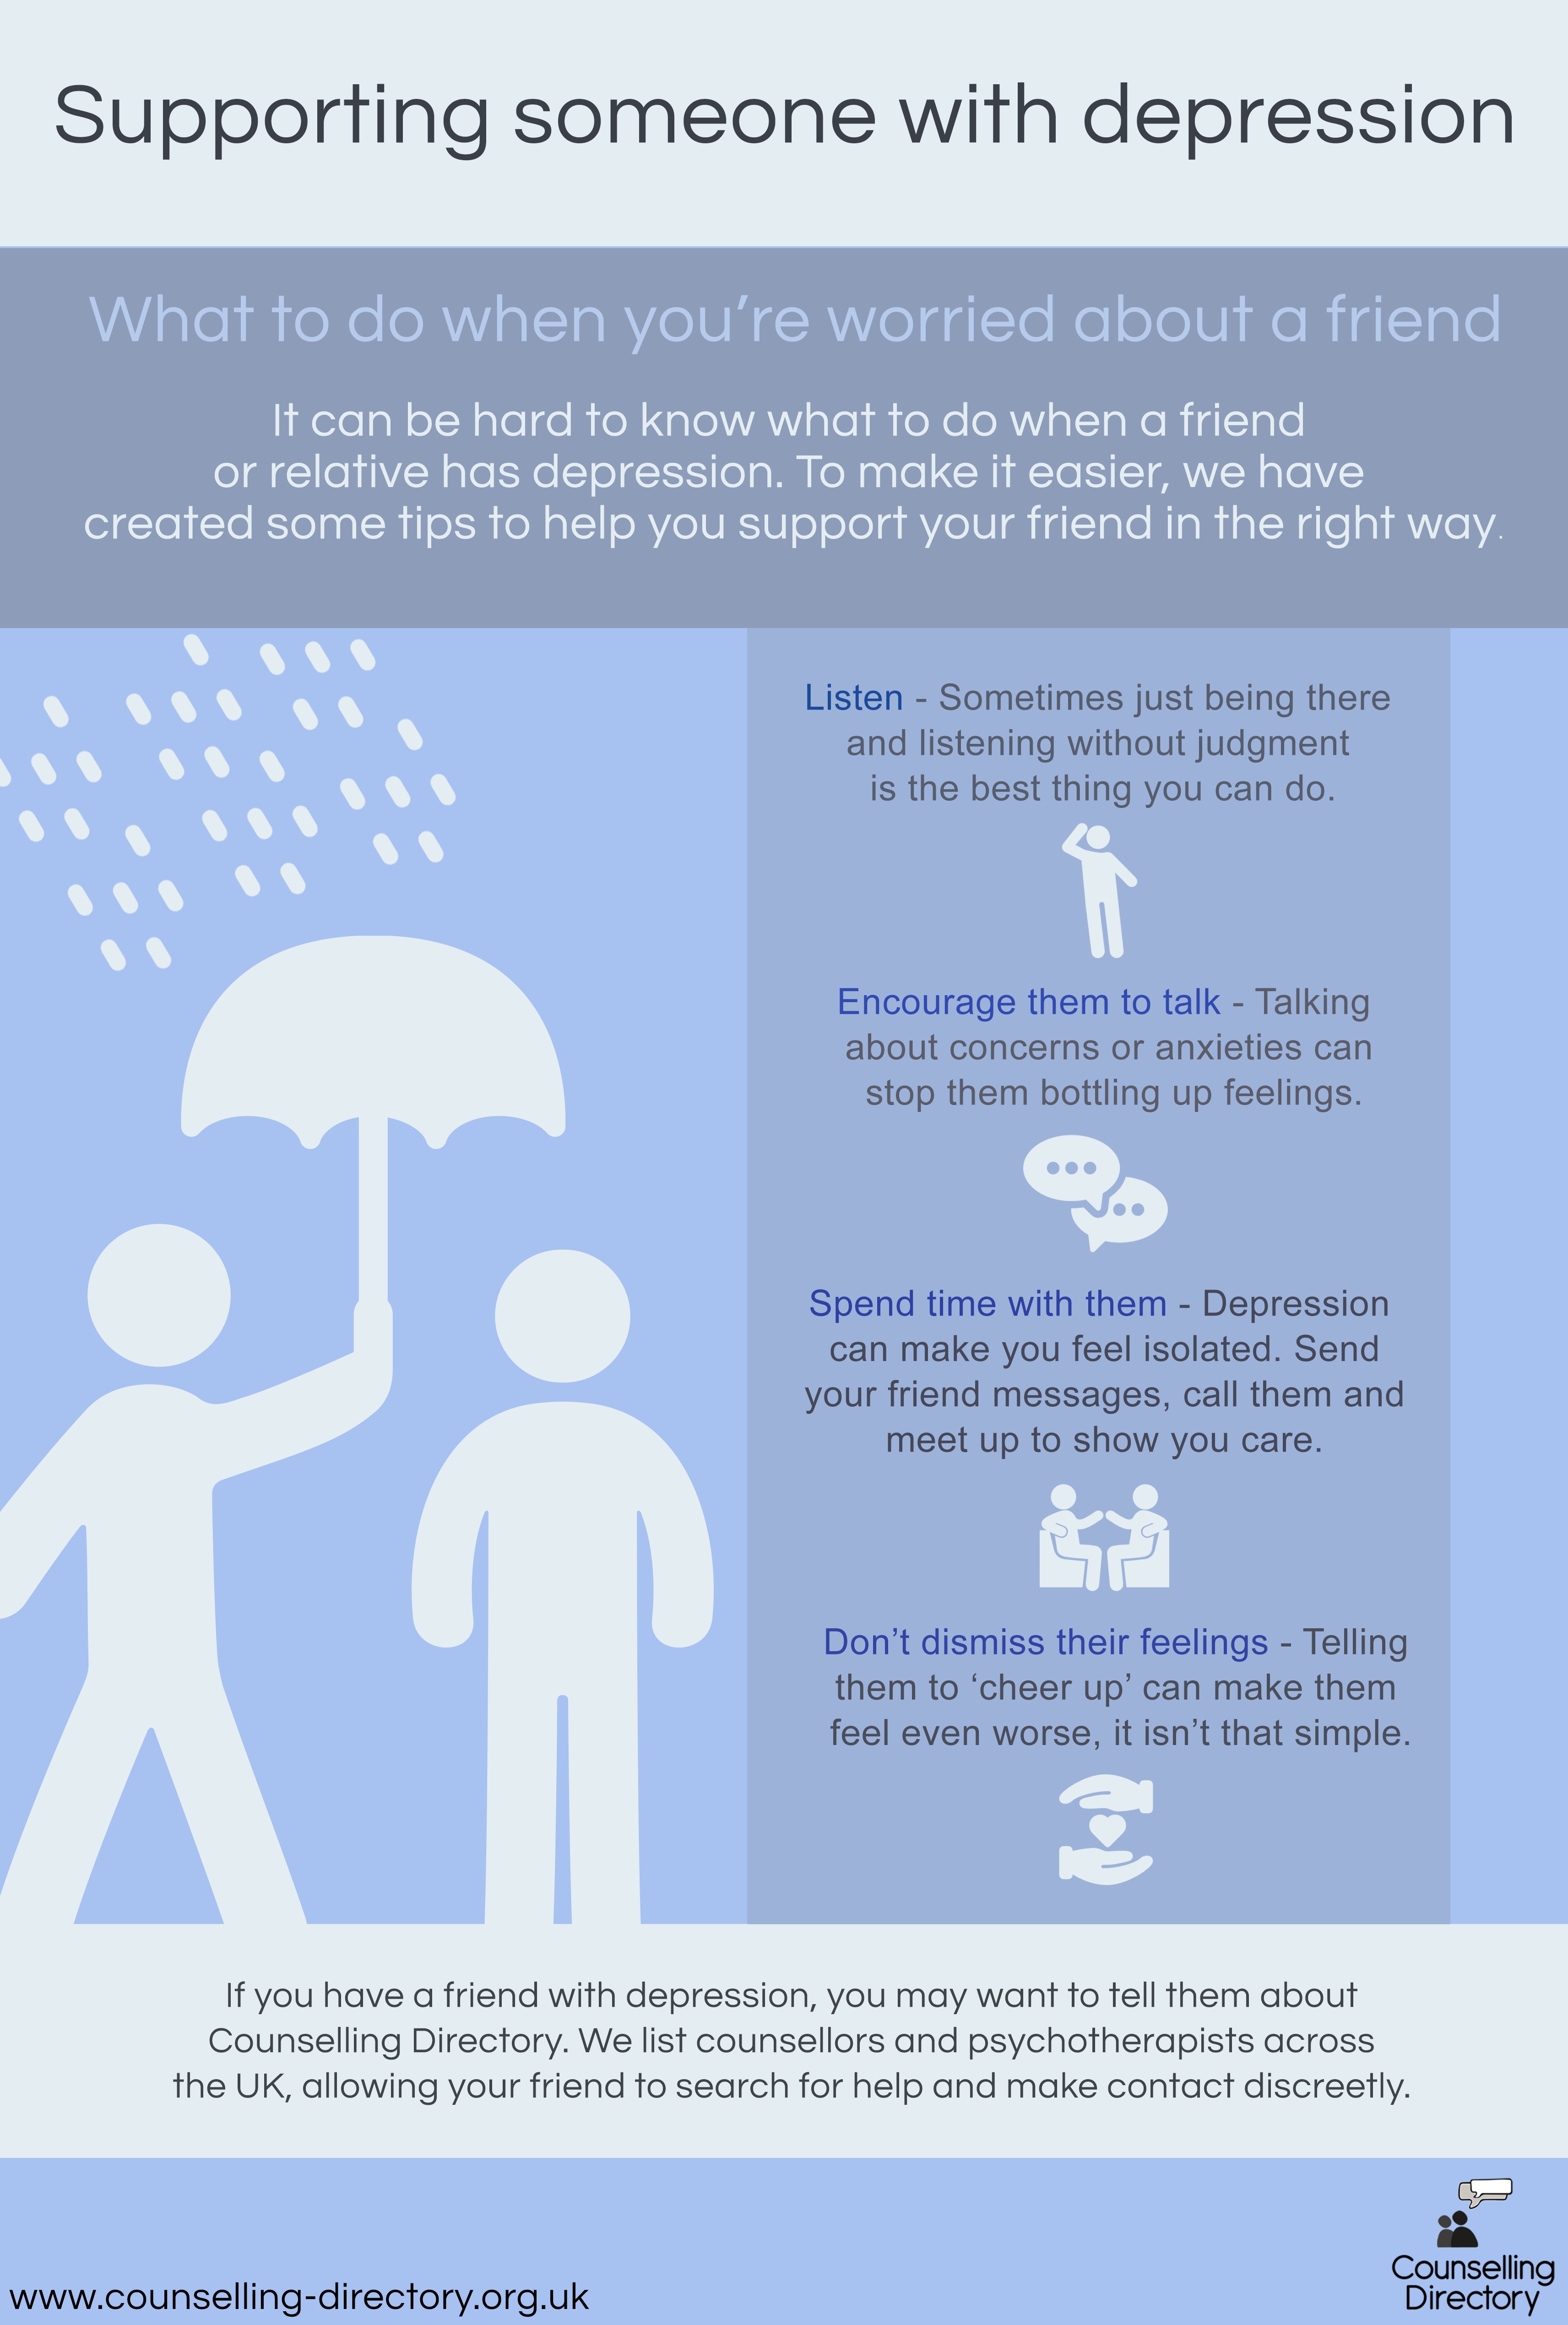 Supporting someone with depression
What to do when you’re worried about a friend
It can be hard to know what to do when a friend
or relative has depression. To make it easier, we have
created some tips to help you support your friend in the right way.
Listen - Sometimes just being there
and listening without judgment
is the best thing you can do.
Encourage them to talk - Talking
about concerns or anxieties can
stop them bottling up feelings.
Spend time with them - Depression
can make you feel isolated. Send
your friend messages, call them and
meet up to show you care.
Don’t dismiss their feelings - Telling
them to ‘cheer up’ can make them
feel even worse, it isn’t that simple.
If you have a friend with depression, you may want to tell them about
Counselling Directory. We list counsellors and psychotherapists across
the UK, allowing your friend to search for help and make contact discreetly.
www.counselling-directory.org.uk
Counselling
Directory